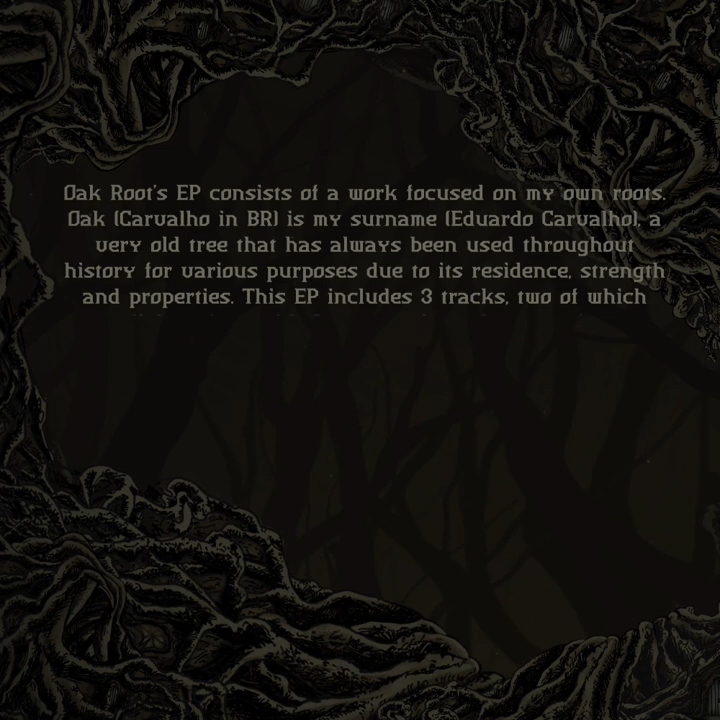 Oak Root's EP consists of a work focused on my own roots.
Oak (Carvalho in BR) is my surname (Eduardo Carvalho), a
very old tree that has always been used throughout
history for various purposes due to its residence, strength
and properties. This EP includes 3 tracks, two of which